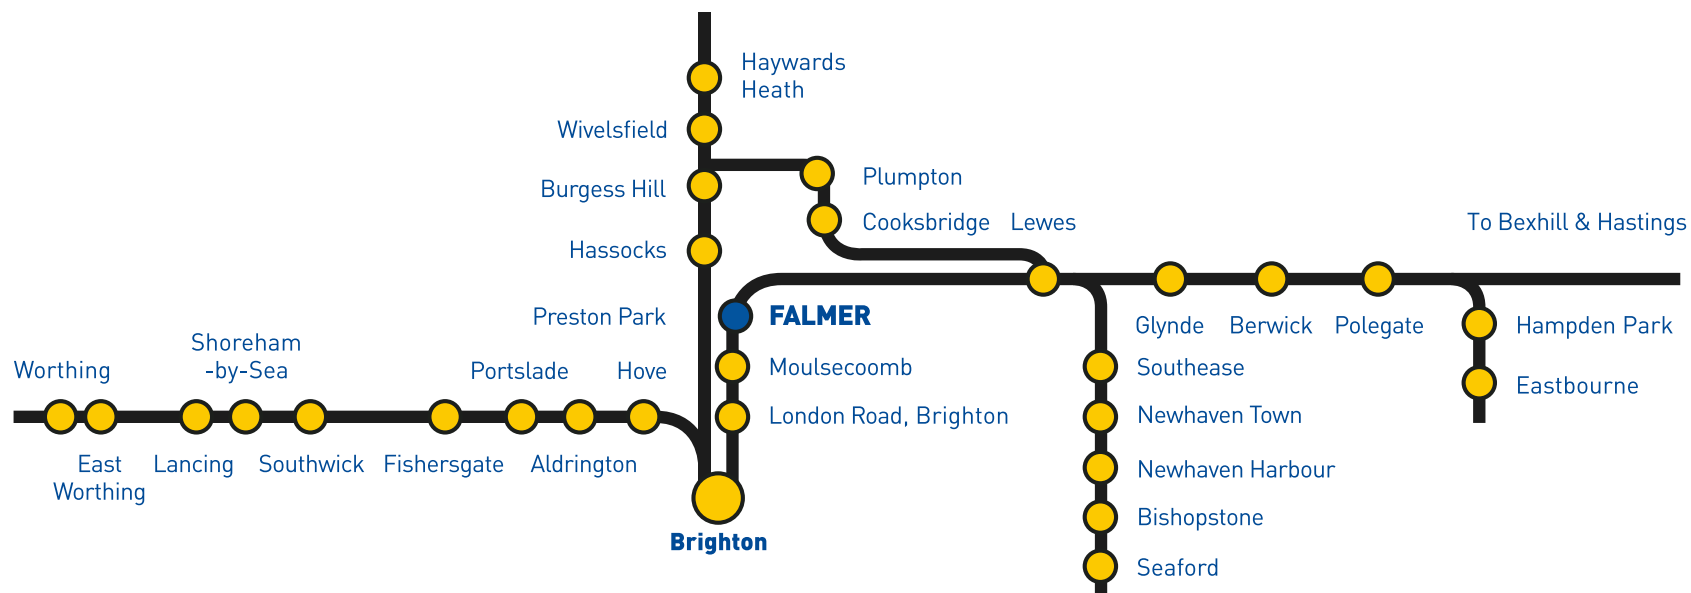 Haywards
Heath
Wivelsfield
Plumpton
Burgess Hill
Cooksbridge
Lewes
To Bexhill & Hastings
Hassocks
Preston Park
FALMER
Glynde
Berwick
Polegate
Hampden Park
Shoreham
-by-Sea
Worthing
Portslade
Hove
Moulsecoomb
Southease
Eastbourne
London Road, Brighton
Newhaven Town
East
Worthing
Lancing
Southwick
Fishersgate
Aldrington
Newhaven Harbour
Bishopstone
Brighton
Seaford